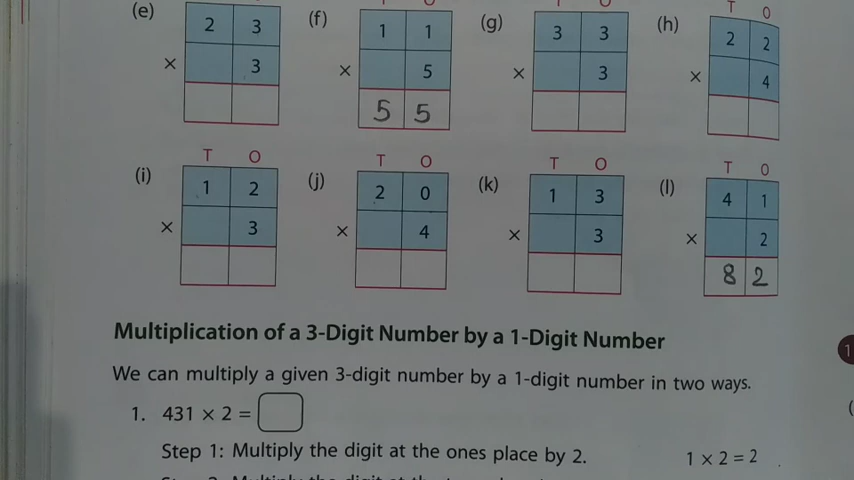 (e) (f) (g) (h) T O
2 3 1 1 3 3 2 2
× 3 × 5 × 3 × 4
5 5
T O T O T O T O
(i) (j) (k) (l)
1 2 2 0 1 3 4 1
× 3 × 4 × 3 × 2
8 2
Multiplication of a 3-Digit Number by a 1-Digit Number
We can multiply a given 3-digit number by a 1-digit number in two ways.
1. 431 × 2 =
Step 1: Multiply the digit at the ones place by 2. 1 × 2 = 2